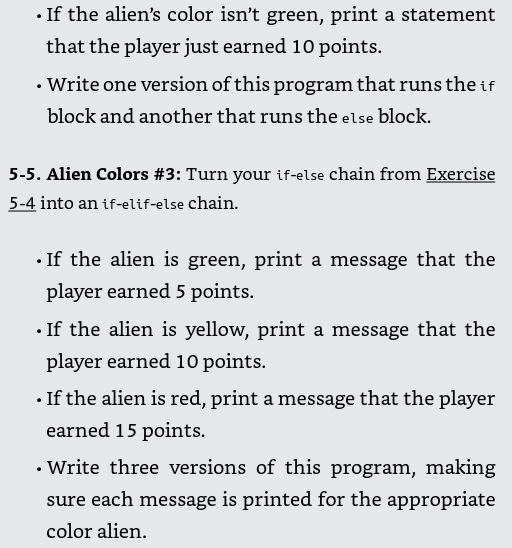 • If the alien’s color isn’t green, print a statement
that the player just earned 10 points.
• Write one version of this program that runs the if
block and another that runs the else block.
5-5. Alien Colors #3: Turn your if-else chain from Exercise
5-4 into an if-elif-else chain.
• If the alien is green, print a message that the
player earned 5 points.
• If the alien is yellow, print a message that the
player earned 10 points.
• If the alien is red, print a message that the player
earned 15 points.
• Write three versions of this program, making
sure each message is printed for the appropriate
color alien.